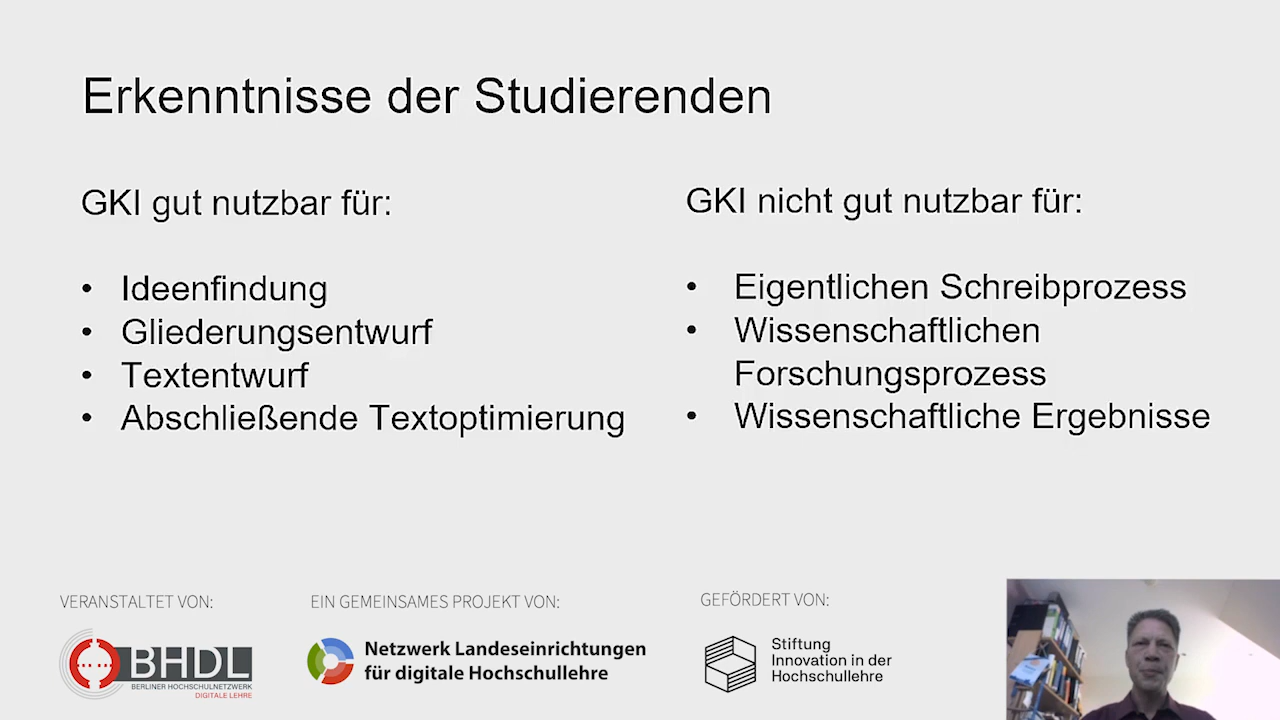 Erkenntnisse der Studierenden
GKI gut nutzbar für:
• Ideenfindung
• Gliederungsentwurf
• Textentwurf
• Abschließende Textoptimierung
GKI nicht gut nutzbar für:
• Eigentlichen Schreibprozess
• Wissenschaftlichen
Forschungsprozess
• Wissenschaftliche Ergebnisse
VERANSTALTET VON:
BHDL
BERLINER HOCHSCHULNETZWERK
DIGITALE LEHRE
EIN GEMEINSAMES PROJEKT VON:
Netzwerk Landeseinrichtungen
für digitale Hochschullehre
GEFÖRDERT VON:
Stiftung
Innovation in der
Hochschullehre